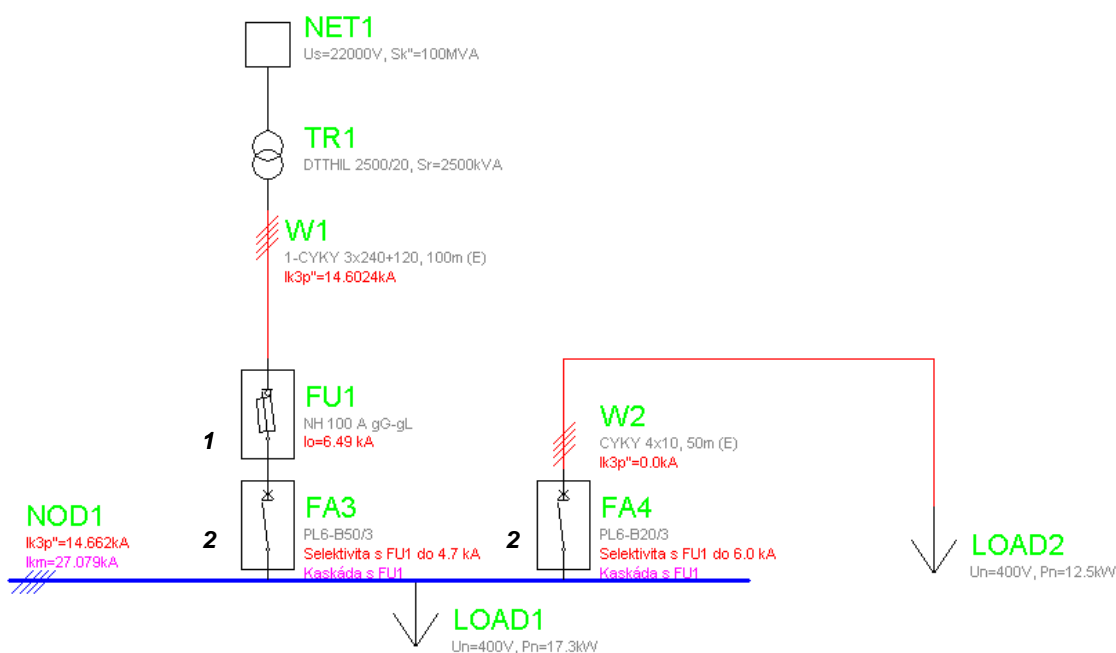 NET1
Us=22000V, Sk"=100MVA
TR1
DTTHIL 2500/20, Sr=2500kVA
W1
1-CYKY 3x240+120, 100m (E)
Ik3p"=14.6024kA
FU1
NH 100 A gG-gL
Io=6.49 kA
1
W2
CYKY 4x10, 50m (E)
Ik3p"=0.0kA
FA3
PL6-B50/3
Selektivita s FU1 do 4.7 kA
Kaskáda s FU1
2
FA4
PL6-B20/3
Selektivita s FU1 do 6.0 kA
Kaskáda s FU1
2
NOD1
Ik3p"=14.662kA
Ikm=27.079kA
LOAD2
Un=400V, Pn=12.5kW
LOAD1
Un=400V, Pn=17.3kW